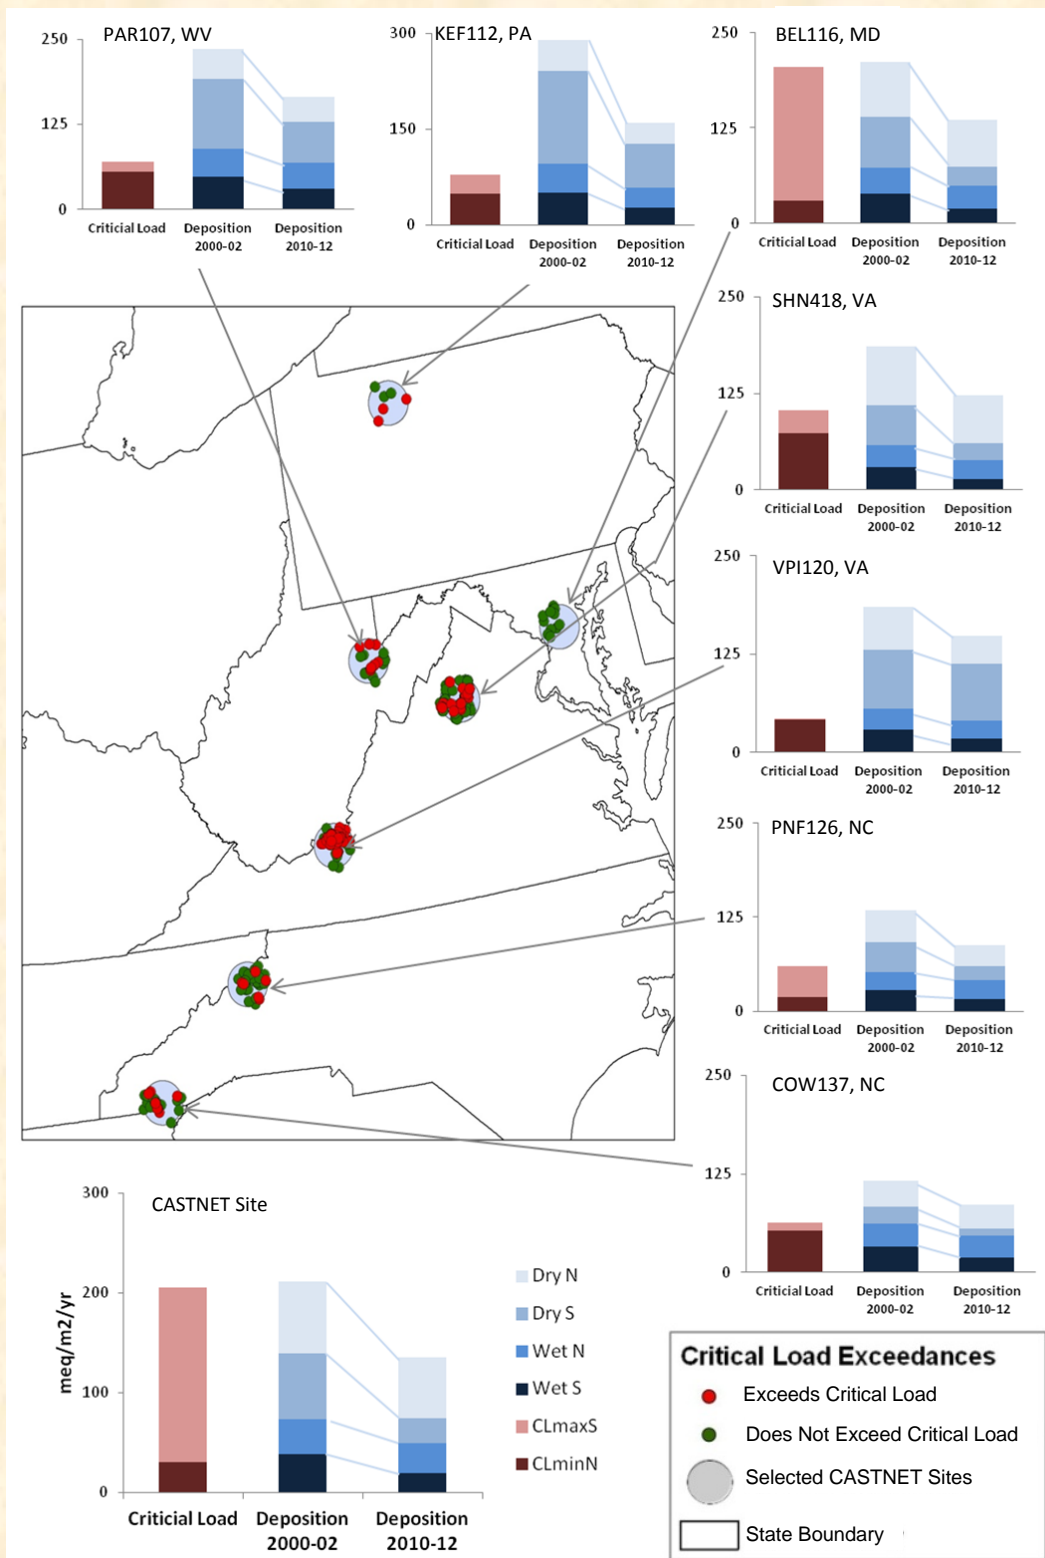 PAR107, WV
250
125
0
Criticial Load
Deposition
2000-02
Deposition
2010-12
KEF112, PA
300
150
0
Criticial Load
Deposition
2000-02
Deposition
2010-12
BEL116, MD
250
125
0
Criticial Load
Deposition
2000-02
Deposition
2010-12
SHN418, VA
250
125
0
Criticial Load
Deposition
2000-02
Deposition
2010-12
VPI120, VA
250
125
0
Criticial Load
Deposition
2000-02
Deposition
2010-12
PNF126, NC
250
125
0
Criticial Load
Deposition
2000-02
Deposition
2010-12
COW137, NC
250
125
0
Criticial Load
Deposition
2000-02
Deposition
2010-12
CASTNET Site
300
200
100
0
meq/m2/yr
Criticial Load
Deposition
2000-02
Deposition
2010-12
Dry N
Dry S
Wet N
Wet S
CLmaxS
CLminN
Critical Load Exceedances
Exceeds Critical Load
Does Not Exceed Critical Load
Selected CASTNET Sites
State Boundary